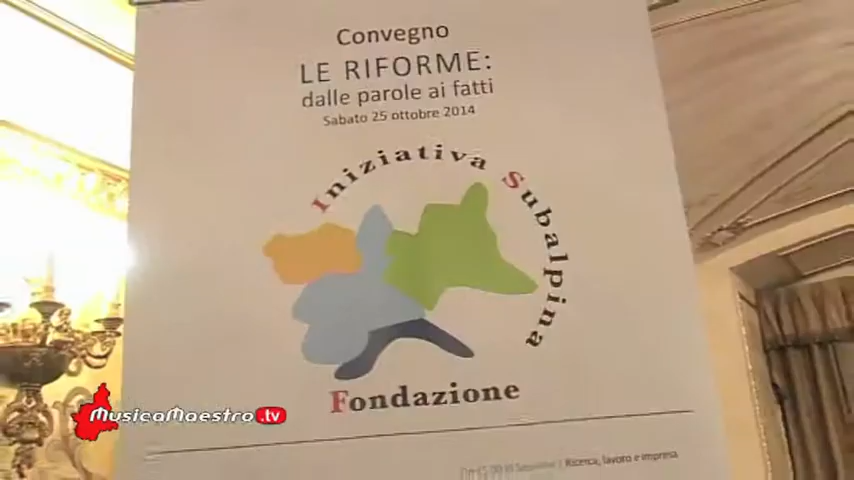 Convegno
LE RIFORME:
dalle parole ai fatti
Sabato 25 ottobre 2014
Iniziativa Subalpina
Fondazione
MusicaMaestro.tv
Ricerca, lavoro e impresa